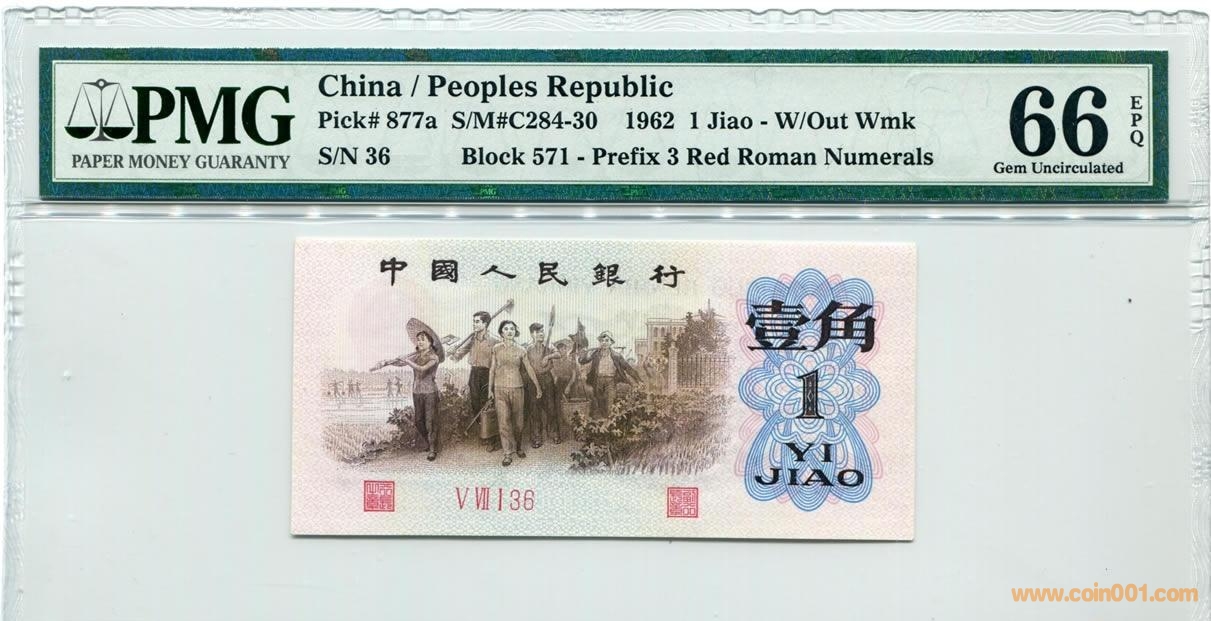 PMG
PAPER MONEY GUARANTY
China / Peoples Republic
Pick# 877a S/M#C284-30 1962 1 Jiao - W/Out Wmk
S/N 36 Block 571 - Prefix 3 Red Roman Numerals
66
EPQ
Gem Uncirculated
中國人民銀行
壹角
1
YI
JIAO
V VII I 36
www.coin001.com